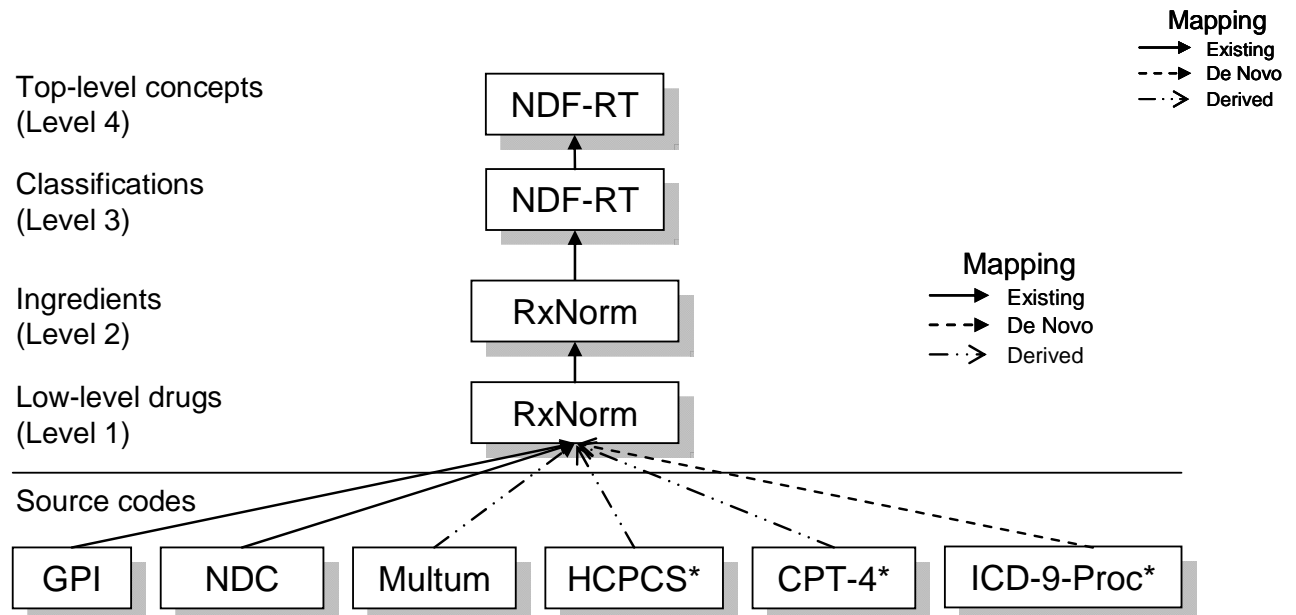 Mapping
Existing
De Novo
Derived
Top-level concepts
(Level 4)
NDF-RT
Classifications
(Level 3)
NDF-RT
Mapping
Existing
De Novo
Derived
Ingredients
(Level 2)
RxNorm
Low-level drugs
(Level 1)
RxNorm
Source codes
GPI
NDC
Multum
HCPCS*
CPT-4*
ICD-9-Proc*